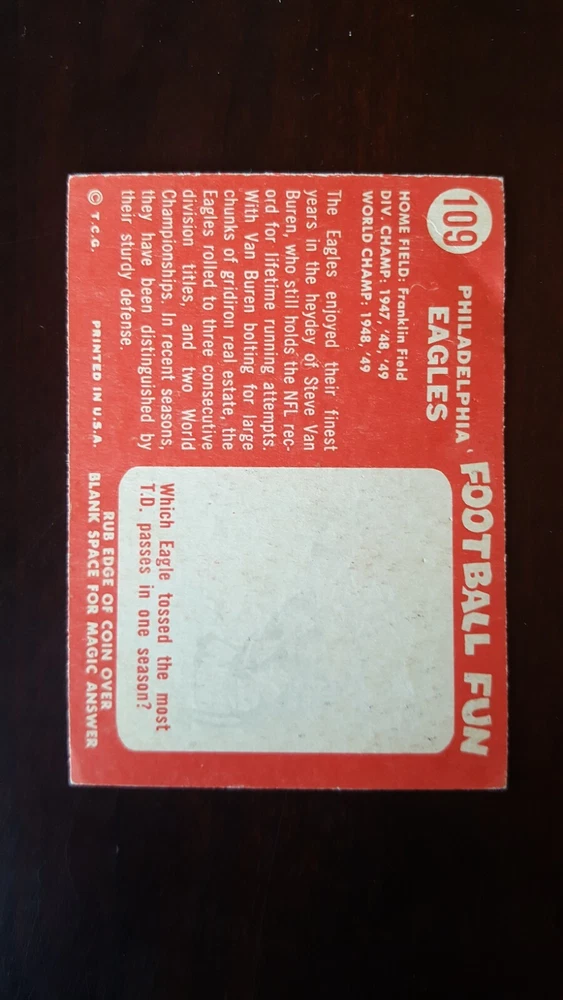 109
PHILADELPHIA
EAGLES
FOOTBALL FUN
HOME FIELD: Franklin Field
DIV. CHAMP: 1947, '48, '49
WORLD CHAMP: 1948, '49
The Eagles enjoyed their finest
years in the heydey of Steve Van
Buren, who still holds the NFL rec-
ord for lifetime running attempts.
With Van Buren bolting for large
chunks of gridiron real estate, the
Eagles rolled to three consecutive
division titles, and two World
Championships. In recent seasons,
they have been distinguished by
their sturdy defense.
Which Eagle tossed the most
T.D. passes in one season?
RUB EDGE OF COIN OVER
BLANK SPACE FOR MAGIC ANSWER
© T.C.G. PRINTED IN U.S.A.